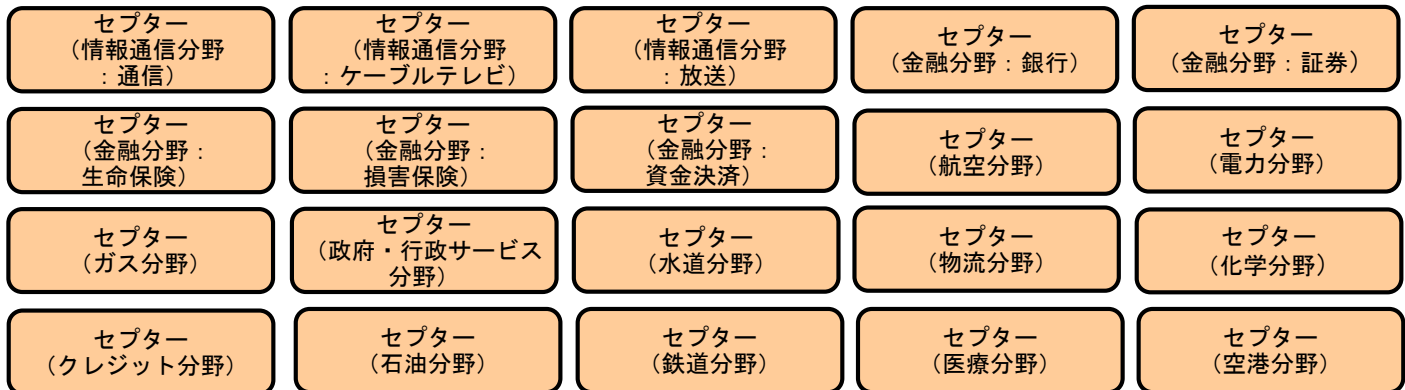 セプター
（情報通信分野
：通信）
セプター
（情報通信分野
：ケーブルテレビ）
セプター
（情報通信分野
：放送）
セプター
（金融分野：銀行）
セプター
（金融分野：証券）
セプター
（金融分野：
生命保険）
セプター
（金融分野：
損害保険）
セプター
（金融分野：
資金決済）
セプター
（航空分野）
セプター
（電力分野）
セプター
（ガス分野）
セプター
（政府・行政サービス
分野）
セプター
（水道分野）
セプター
（物流分野）
セプター
（化学分野）
セプター
（クレジット分野）
セプター
（石油分野）
セプター
（鉄道分野）
セプター
（医療分野）
セプター
（空港分野）